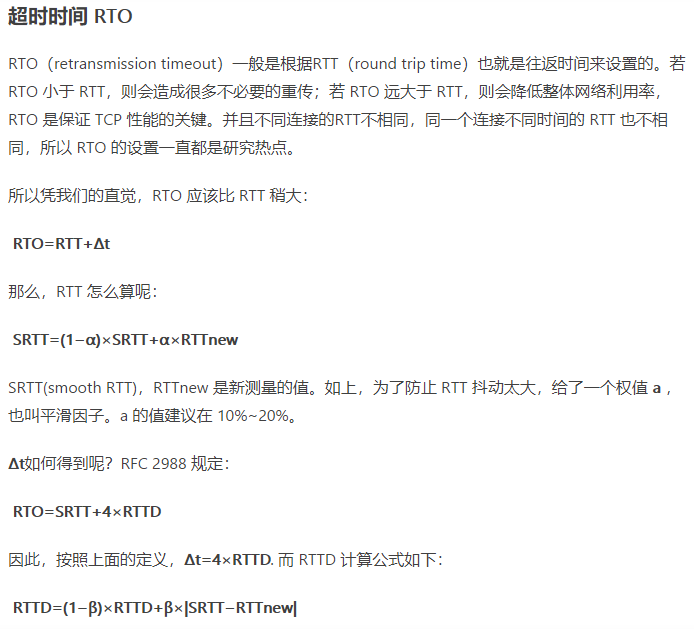 超时时间 RTO
RTO（retransmission timeout）一般是根据RTT（round trip time）也就是往返时间来设置的。若
RTO 小于 RTT，则会造成很多不必要的重传；若 RTO 远大于 RTT，则会降低整体网络利用率，
RTO 是保证 TCP 性能的关键。并且不同连接的RTT不相同，同一个连接不同时间的 RTT 也不相
同，所以 RTO 的设置一直都是研究热点。
所以凭我们的直觉，RTO 应该比 RTT 稍大：
RTO=RTT+Δt
那么，RTT 怎么算呢：
SRTT=(1−α)×SRTT+α×RTTnew
SRTT(smooth RTT)，RTTnew 是新测量的值。如上，为了防止 RTT 抖动太大，给了一个权值 a ，
也叫平滑因子。a 的值建议在 10%~20%。
Δt如何得到呢？RFC 2988 规定：
RTO=SRTT+4×RTTD
因此，按照上面的定义，Δt=4×RTTD. 而 RTTD 计算公式如下：
RTTD=(1−β)×RTTD+β×|SRTT−RTTnew|